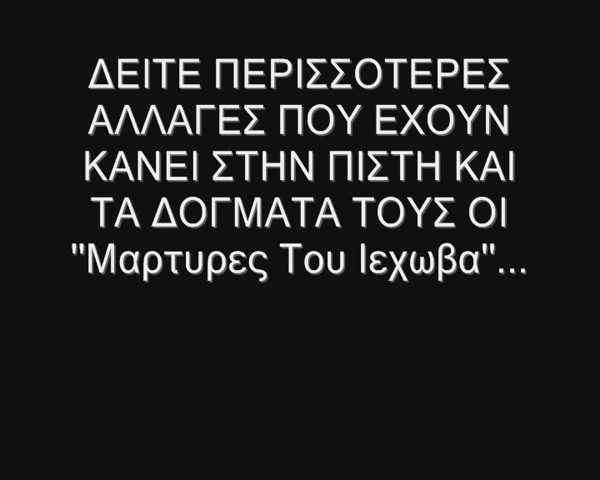 ΔΕΙΤΕ ΠΕΡΙΣΣΟΤΕΡΕΣ
ΑΛΛΑΓΕΣ ΠΟΥ ΕΧΟΥΝ
ΚΑΝΕΙ ΣΤΗΝ ΠΙΣΤΗ ΚΑΙ
ΤΑ ΔΟΓΜΑΤΑ ΤΟΥΣ ΟΙ
"Μαρτυρες Του Ιεχωβα"...